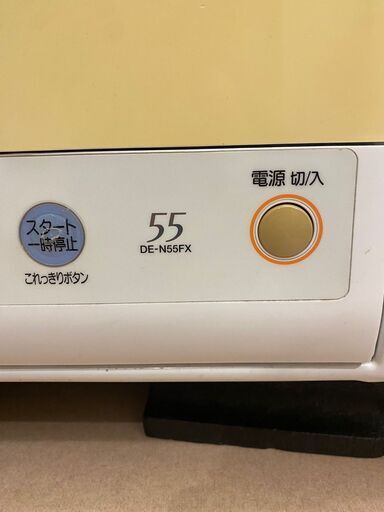 スタート
一時停止
これっきりボタン
55
DE-N55FX
電源 切/入